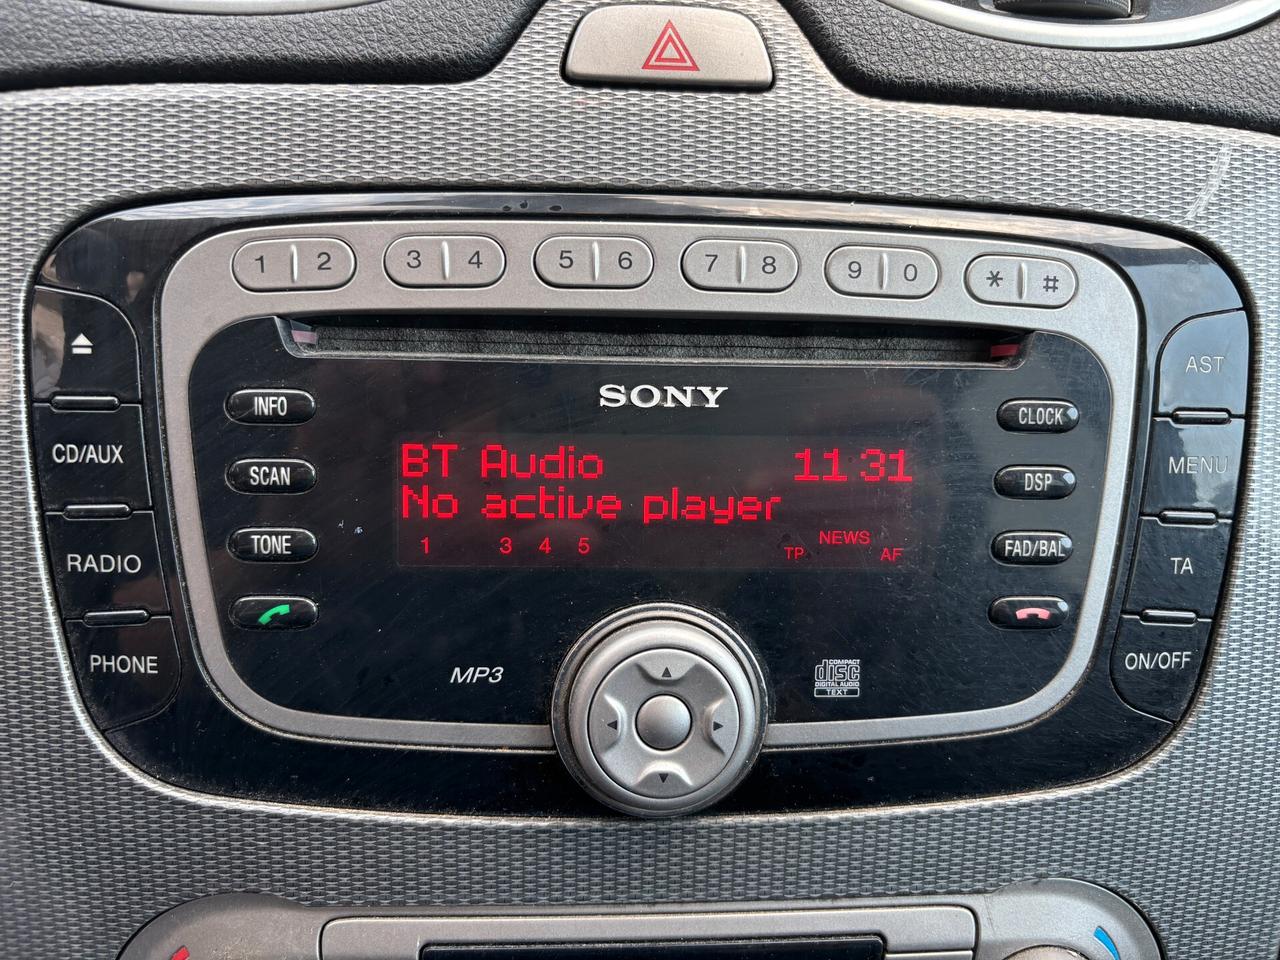 1 2 3 4 5 6 7 8 9 0 * #
SONY
INFO
SCAN
TONE
CD/AUX
RADIO
PHONE
BT Audio 11 31
No active player
1 3 4 5 TP NEWS AF
CLOCK
DSP
FAD/BAL
AST
MENU
TA
ON/OFF
MP3
COMPACT
disc
DIGITAL AUDIO
TEXT